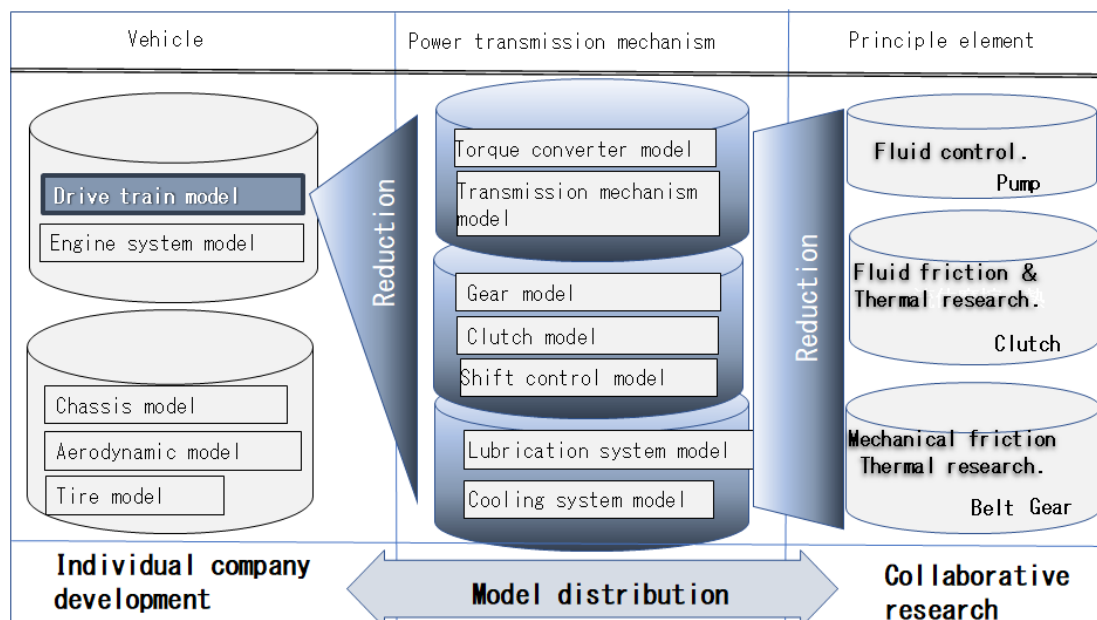 Vehicle
Power transmission mechanism
Principle element
Drive train model
Engine system model
Chassis model
Aerodynamic model
Tire model
Reduction
Torque converter model
Transmission mechanism
model
Gear model
Clutch model
Shift control model
Lubrication system model
Cooling system model
Reduction
Fluid control.
Pump
Fluid friction &
Thermal research.
Clutch
Mechanical friction
Thermal research.
Belt Gear
Individual company
development
Model distribution
Collaborative
research